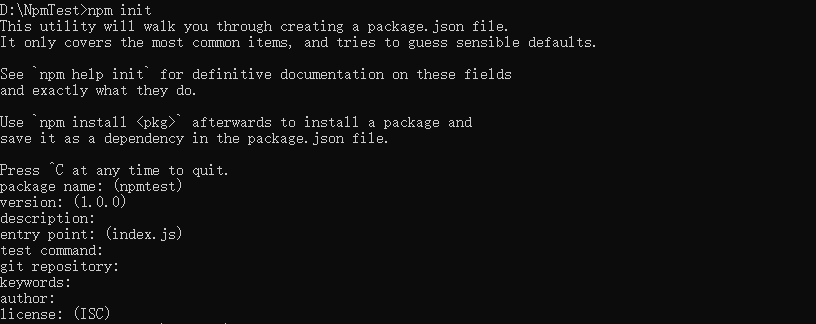 D:\NpmTest>npm init
This utility will walk you through creating a package.json file.
It only covers the most common items, and tries to guess sensible defaults.
See `npm help init` for definitive documentation on these fields
and exactly what they do.
Use `npm install <pkg>` afterwards to install a package and
save it as a dependency in the package.json file.
Press ^C at any time to quit.
package name: (npmtest)
version: (1.0.0)
description:
entry point: (index.js)
test command:
git repository:
keywords:
author:
license: (ISC)